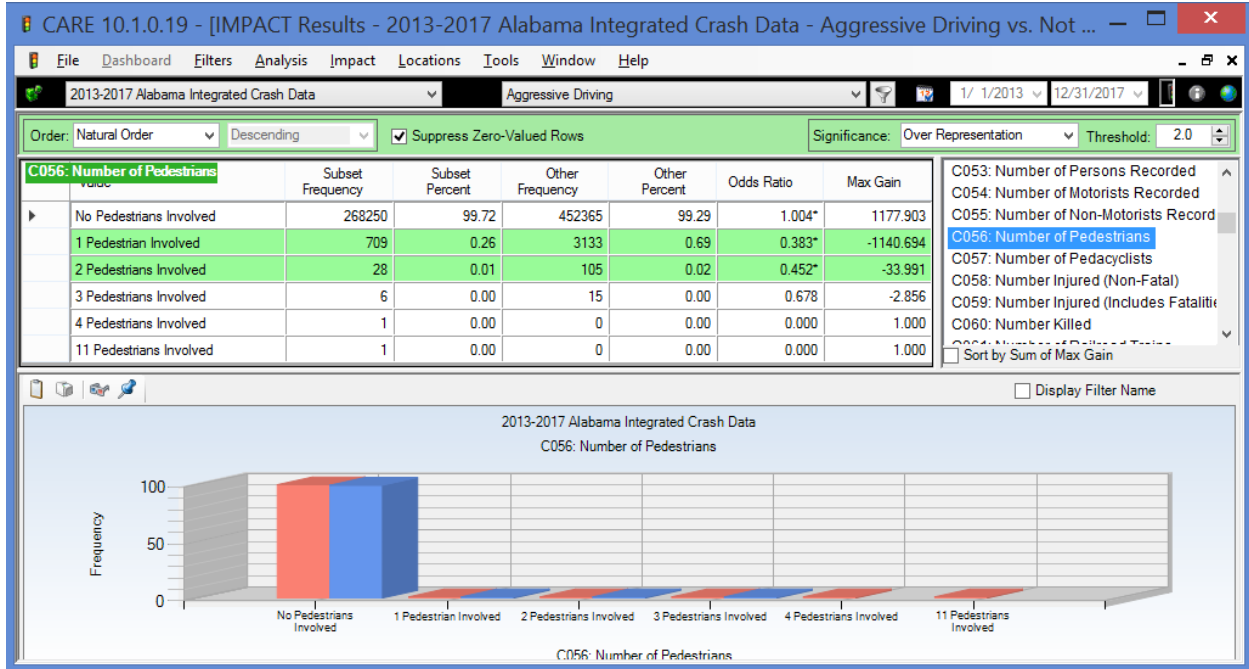 CARE 10.1.0.19 - [IMPACT Results - 2013-2017 Alabama Integrated Crash Data - Aggressive Driving vs. Not ...
File Dashboard Filters Analysis Impact Locations Tools Window Help
2013-2017 Alabama Integrated Crash Data Aggressive Driving 1/ 1/2013 12/31/2017
Order: Natural Order Descending Suppress Zero-Valued Rows Significance: Over Representation Threshold: 2.0
C056: Number of Pedestrians Subset Frequency Subset Percent Other Frequency Other Percent Odds Ratio Max Gain
No Pedestrians Involved 268250 99.72 452365 99.29 1.004* 1177.903
1 Pedestrian Involved 709 0.26 3133 0.69 0.383* -1140.694
2 Pedestrians Involved 28 0.01 105 0.02 0.452* -33.991
3 Pedestrians Involved 6 0.00 15 0.00 0.678 -2.856
4 Pedestrians Involved 1 0.00 0 0.00 0.000 1.000
11 Pedestrians Involved 1 0.00 0 0.00 0.000 1.000
C053: Number of Persons Recorded
C054: Number of Motorists Recorded
C055: Number of Non-Motorists Record
C056: Number of Pedestrians
C057: Number of Pedacyclists
C058: Number Injured (Non-Fatal)
C059: Number Injured (Includes Fatalitie
C060: Number Killed
Sort by Sum of Max Gain
Display Filter Name
2013-2017 Alabama Integrated Crash Data
C056: Number of Pedestrians
100
50
0
Frequency
No Pedestrians Involved
1 Pedestrian Involved
2 Pedestrians Involved
3 Pedestrians Involved
4 Pedestrians Involved
11 Pedestrians Involved
C056: Number of Pedestrians